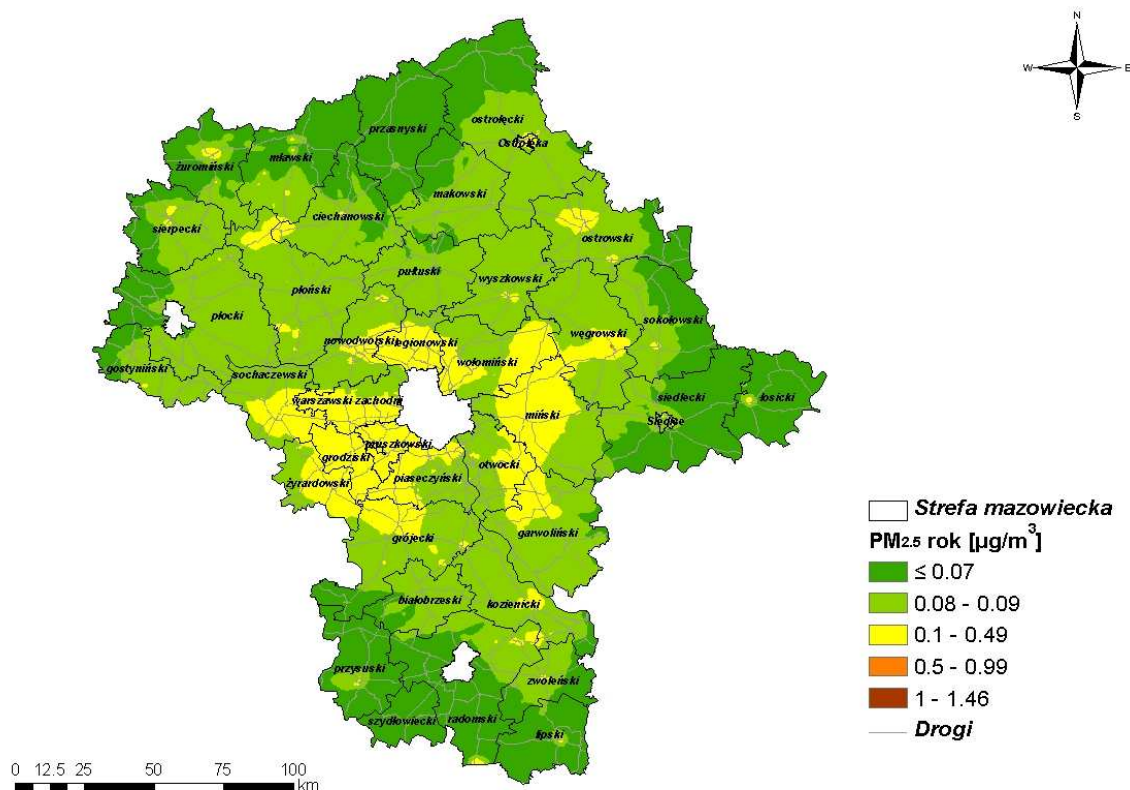 N
W E
S
ostrołęcki
przasnyski
Ostrołęka
mławski
żuromiński
makowski
ciechanowski
sierpecki
ostrowski
pułtuski
wyszkowski
płoński
płocki
sokołowski
węgrowski
nowodworski
legionowski
wołomiński
gostyniński
sochaczewski
siedlecki
łosicki
warszawski zachodni
miński
Siedlce
pruszkowski
grodziski
otwocki
piaseczyński
żyrardowski
garwoliński
grójecki
białobrzeski
kozienicki
przysuski
zwoleński
szydłowiecki
radomski
lipski
Strefa mazowiecka
PM2.5 rok [µg/m³]
≤ 0.07
0.08 - 0.09
0.1 - 0.49
0.5 - 0.99
1 - 1.46
Drogi
0 12.5 25 50 75 100
km